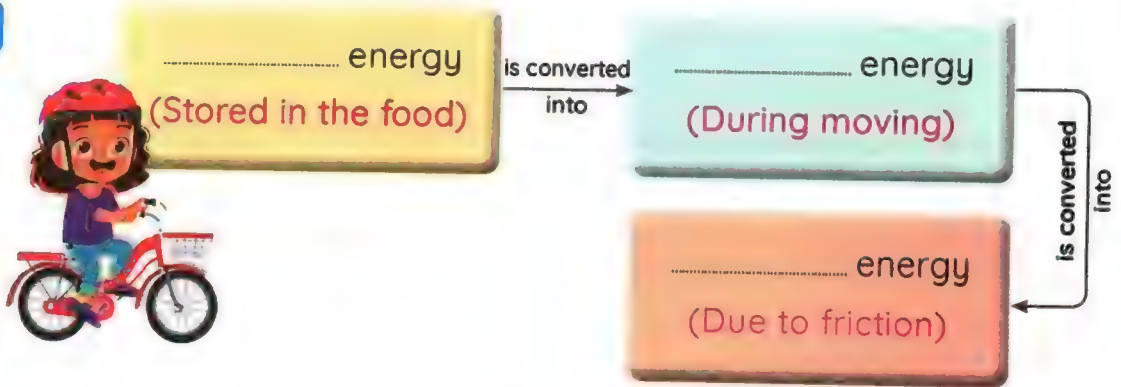 .................... energy
(Stored in the food)
is converted
into
.................... energy
(During moving)
is converted
into
.................... energy
(Due to friction)